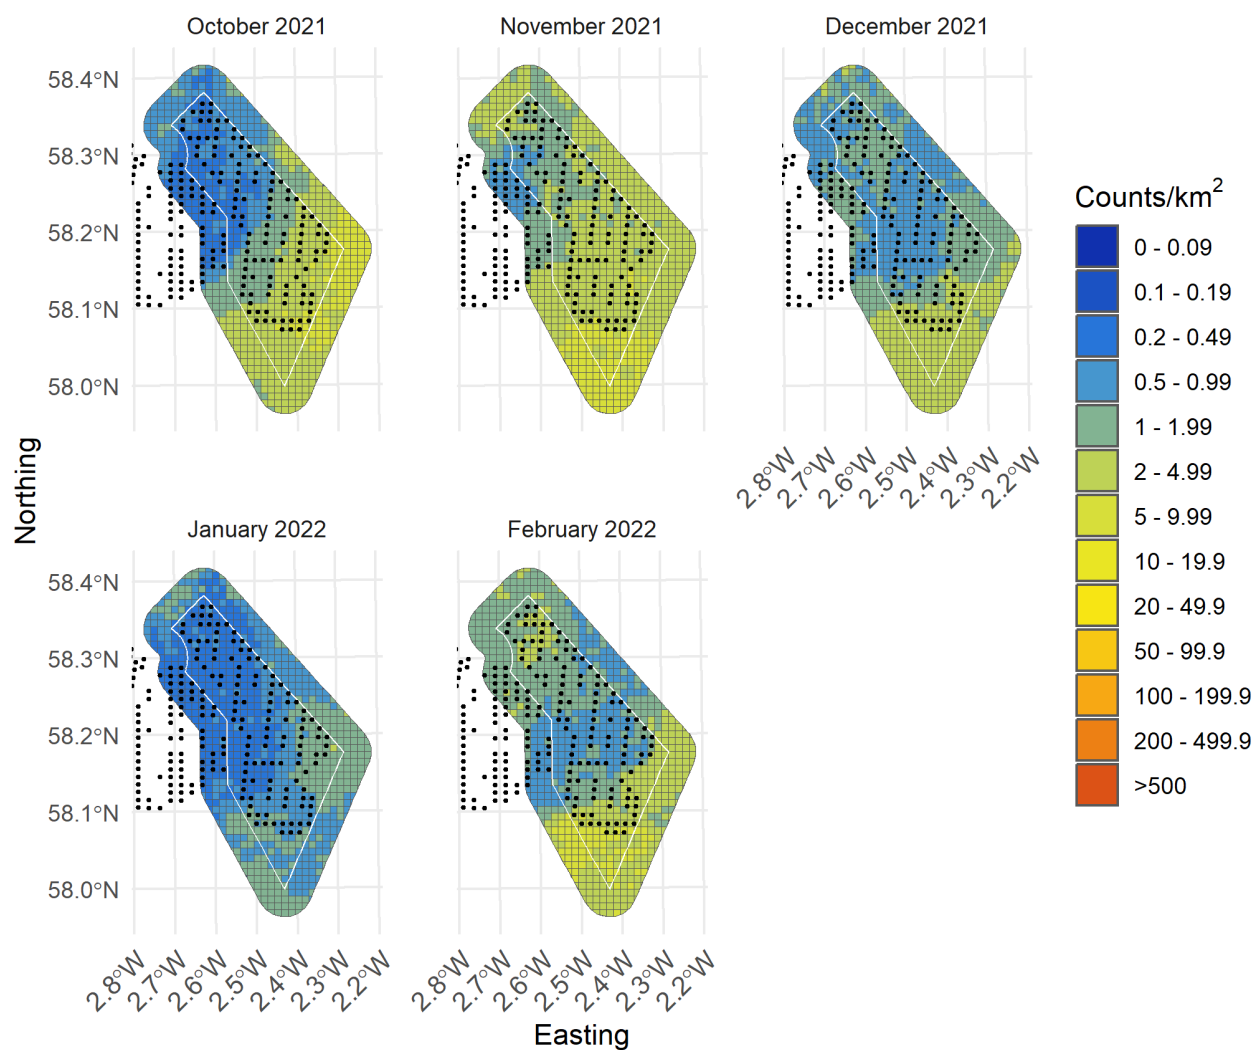 October 2021
November 2021
December 2021
58.4°N
58.3°N
58.2°N
58.1°N
58.0°N
2.8°W
2.7°W
2.6°W
2.5°W
2.4°W
2.3°W
2.2°W
Northing
January 2022
February 2022
58.4°N
58.3°N
58.2°N
58.1°N
58.0°N
2.8°W
2.7°W
2.6°W
2.5°W
2.4°W
2.3°W
2.2°W
2.8°W
2.7°W
2.6°W
2.5°W
2.4°W
2.3°W
2.2°W
Easting
Counts/km²
0 - 0.09
0.1 - 0.19
0.2 - 0.49
0.5 - 0.99
1 - 1.99
2 - 4.99
5 - 9.99
10 - 19.9
20 - 49.9
50 - 99.9
100 - 199.9
200 - 499.9
>500